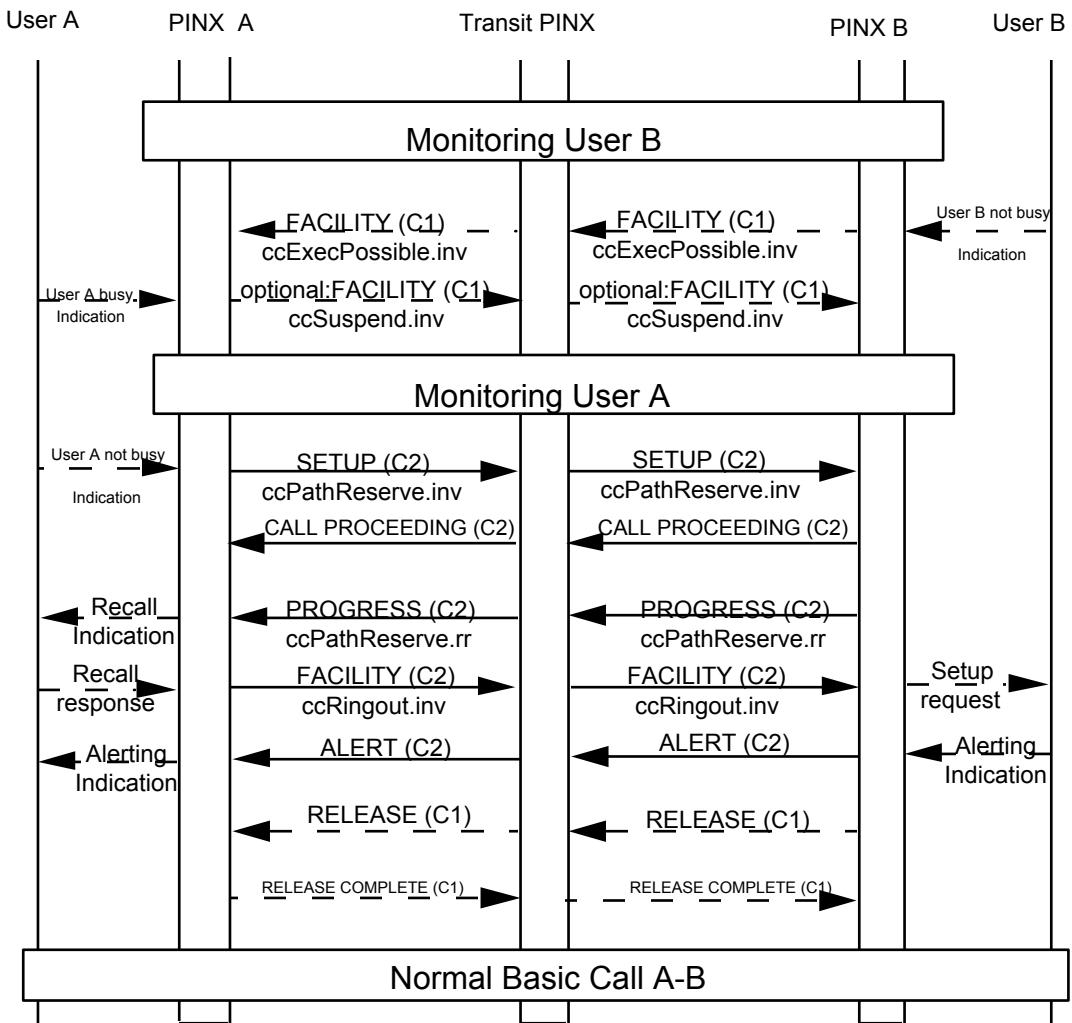 User A PINX A Transit PINX PINX B User B
Monitoring User B
FACILITY (C1) FACILITY (C1) User B not busy
ccExecPossible.inv ccExecPossible.inv Indication
User A busy optional:FACILITY (C1) optional:FACILITY (C1)
Indication ccSuspend.inv ccSuspend.inv
Monitoring User A
User A not busy SETUP (C2) SETUP (C2)
Indication ccPathReserve.inv ccPathReserve.inv
CALL PROCEEDING (C2) CALL PROCEEDING (C2)
Recall PROGRESS (C2) PROGRESS (C2)
Indication ccPathReserve.rr ccPathReserve.rr
Recall FACILITY (C2) FACILITY (C2) Setup
response ccRingout.inv ccRingout.inv request
Alerting ALERT (C2) ALERT (C2) Alerting
Indication Indication
RELEASE (C1) RELEASE (C1)
RELEASE COMPLETE (C1) RELEASE COMPLETE (C1)
Normal Basic Call A-B